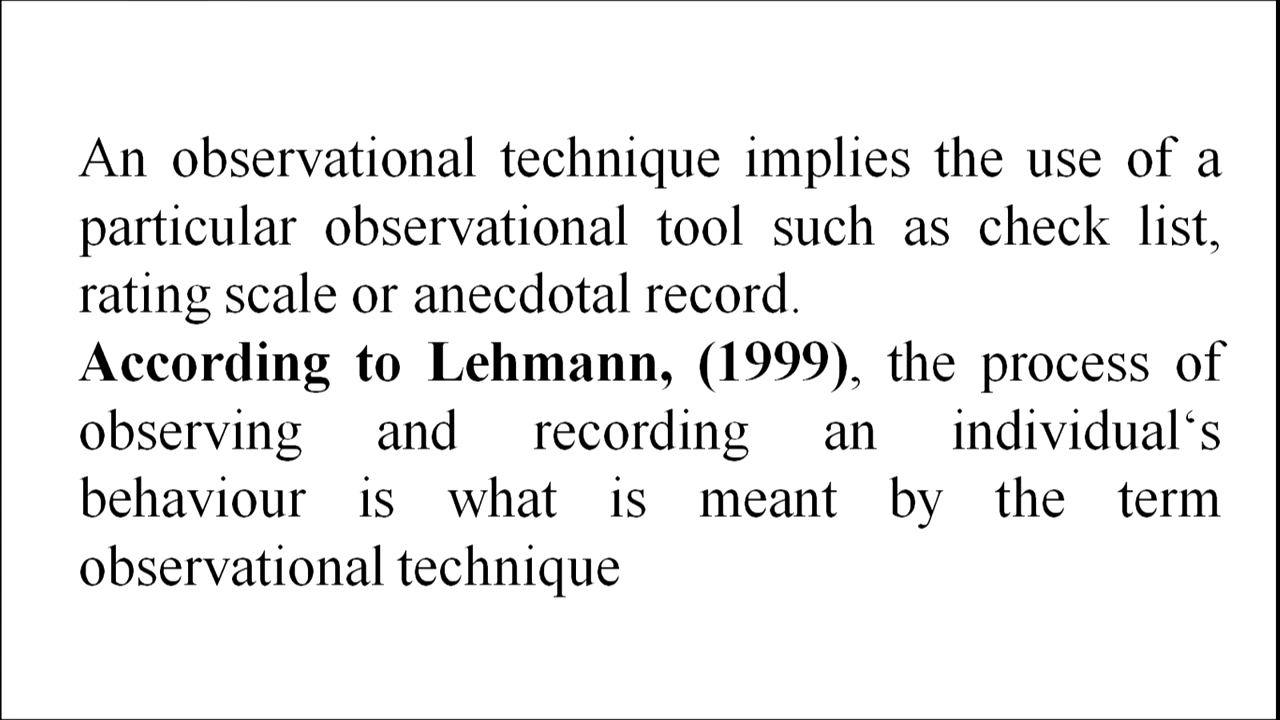 An observational technique implies the use of a
particular observational tool such as check list,
rating scale or anecdotal record.
According to Lehmann, (1999), the process of
observing and recording an individual‘s
behaviour is what is meant by the term
observational technique